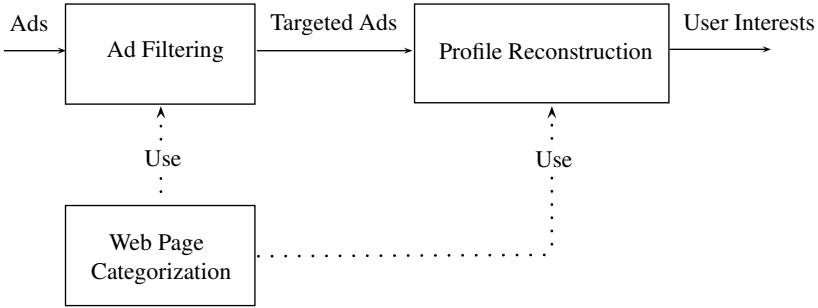 Ads
Ad Filtering
Targeted Ads
Profile Reconstruction
User Interests
Use
Use
Web Page
Categorization